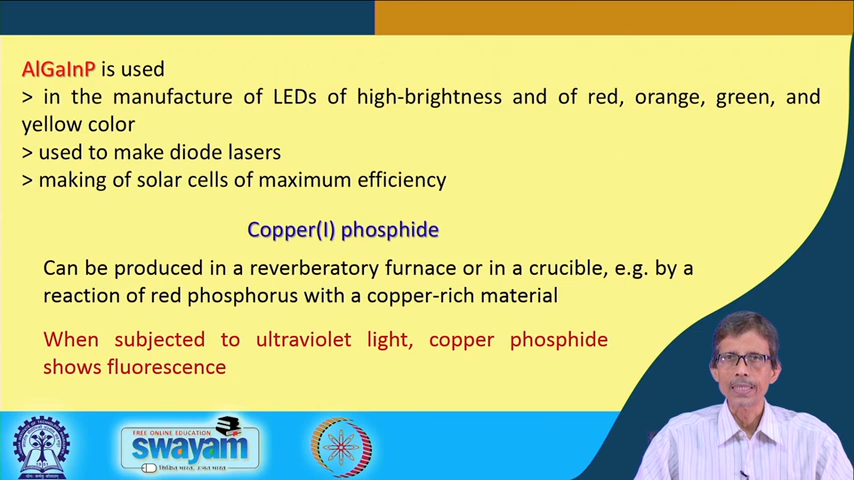 AlGaInP is used
> in the manufacture of LEDs of high-brightness and of red, orange, green, and
yellow color
> used to make diode lasers
> making of solar cells of maximum efficiency
Copper(I) phosphide
Can be produced in a reverberatory furnace or in a crucible, e.g. by a
reaction of red phosphorus with a copper-rich material
When subjected to ultraviolet light, copper phosphide
shows fluorescence
FREE ONLINE EDUCATION
swayam